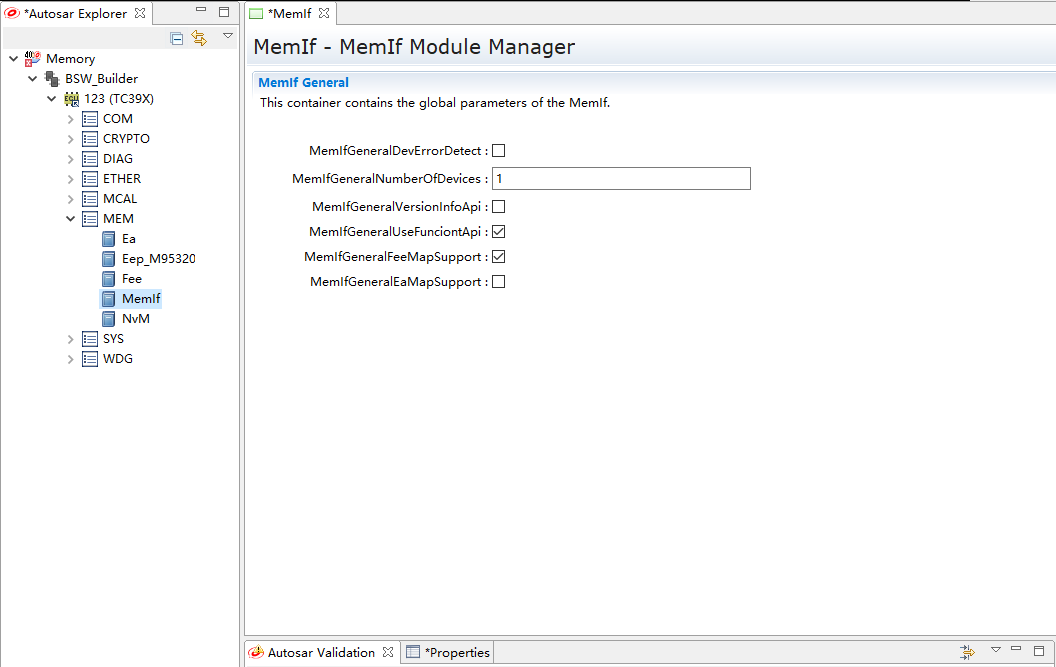 *Autosar Explorer
Memory
BSW_Builder
123 (TC39X)
COM
CRYPTO
DIAG
ETHER
MCAL
MEM
Ea
Eep_M95320
Fee
MemIf
NvM
SYS
WDG
*MemIf
MemIf - MemIf Module Manager
MemIf General
This container contains the global parameters of the MemIf.
MemIfGeneralDevErrorDetect :
MemIfGeneralNumberOfDevices : 1
MemIfGeneralVersionInfoApi :
MemIfGeneralUseFunciontApi :
MemIfGeneralFeeMapSupport :
MemIfGeneralEaMapSupport :
Autosar Validation
*Properties